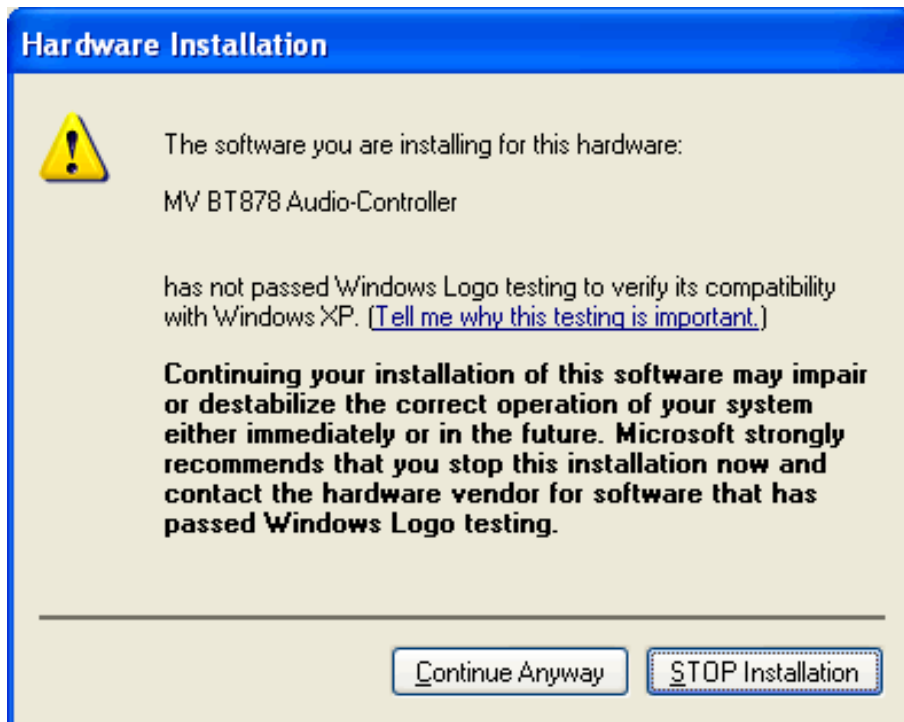 Hardware Installation
The software you are installing for this hardware:
MV BT878 Audio-Controller
has not passed Windows Logo testing to verify its compatibility
with Windows XP. (Tell me why this testing is important.)
Continuing your installation of this software may impair
or destabilize the correct operation of your system
either immediately or in the future. Microsoft strongly
recommends that you stop this installation now and
contact the hardware vendor for software that has
passed Windows Logo testing.
Continue Anyway
STOP Installation